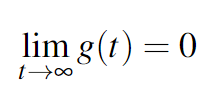 lim g(t) = 0
t→∞